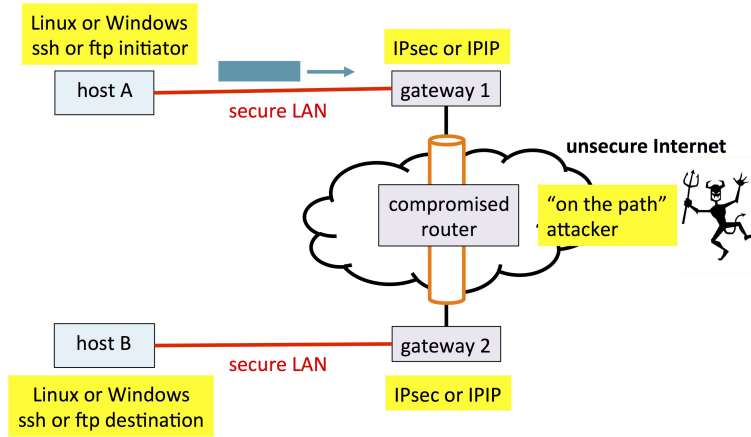 Linux or Windows
ssh or ftp initiator
IPsec or IPIP
host A
gateway 1
secure LAN
unsecure Internet
compromised
router
“on the path”
attacker
host B
gateway 2
secure LAN
Linux or Windows
ssh or ftp destination
IPsec or IPIP